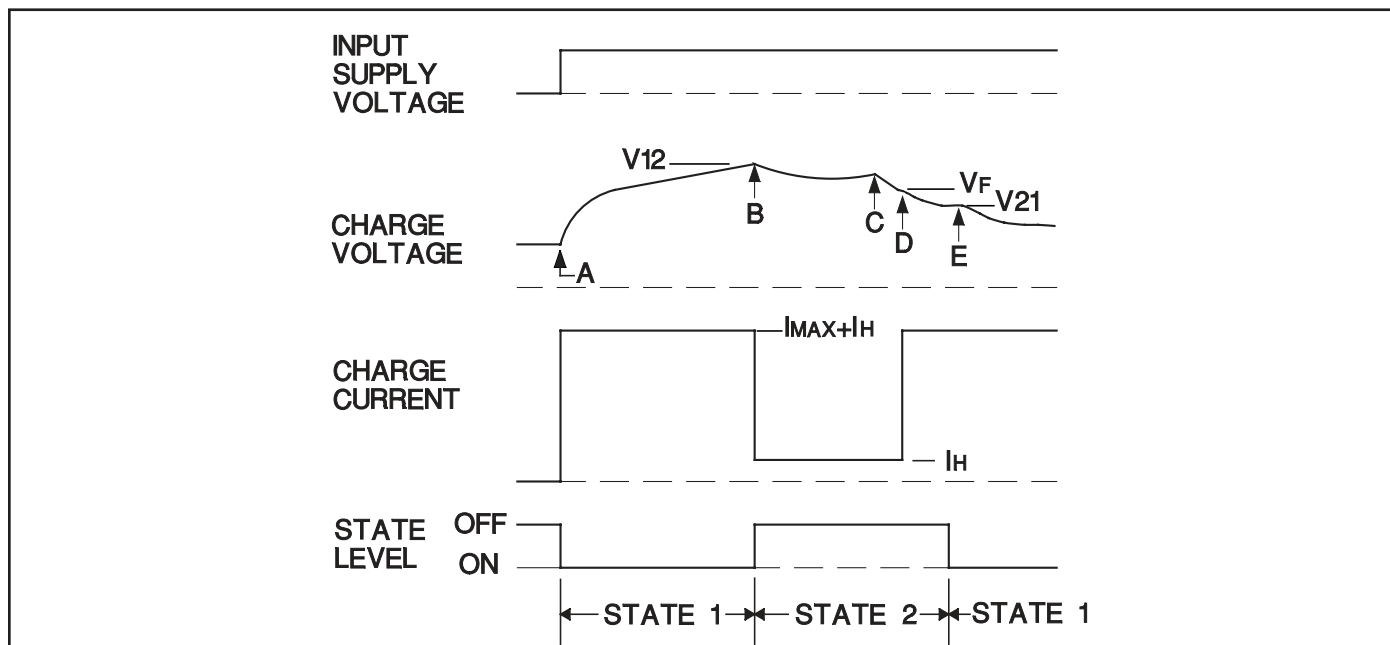 INPUT
SUPPLY
VOLTAGE
V12
VF
V21
B
C
D
E
CHARGE
VOLTAGE
A
IMAX+IH
CHARGE
CURRENT
IH
STATE
LEVEL
OFF
ON
STATE 1
STATE 2
STATE 1